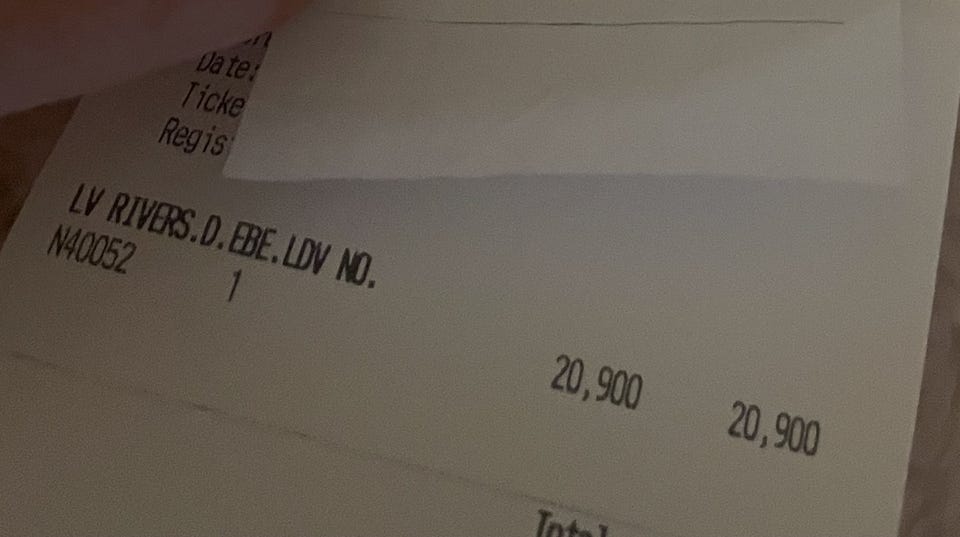 Date:
Ticke
Regis
LV RIVERS.D.EBE.LDV NO.
N40052 1
20,900 20,900
Total